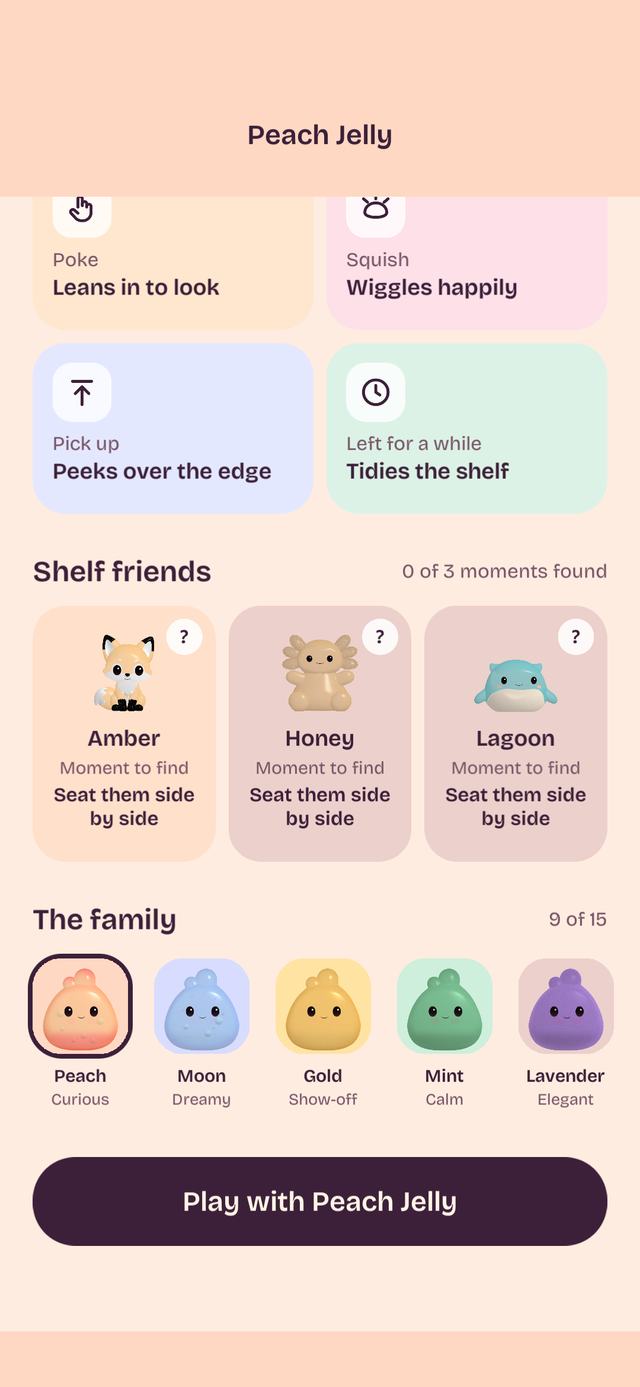 Peach Jelly
Poke
Leans in to look
Squish
Wiggles happily
Pick up
Peeks over the edge
Left for a while
Tidies the shelf
Shelf friends
0 of 3 moments found
?
Amber
Moment to find
Seat them side
by side
?
Honey
Moment to find
Seat them side
by side
?
Lagoon
Moment to find
Seat them side
by side
The family
9 of 15
Peach
Curious
Moon
Dreamy
Gold
Show-off
Mint
Calm
Lavender
Elegant
Play with Peach Jelly